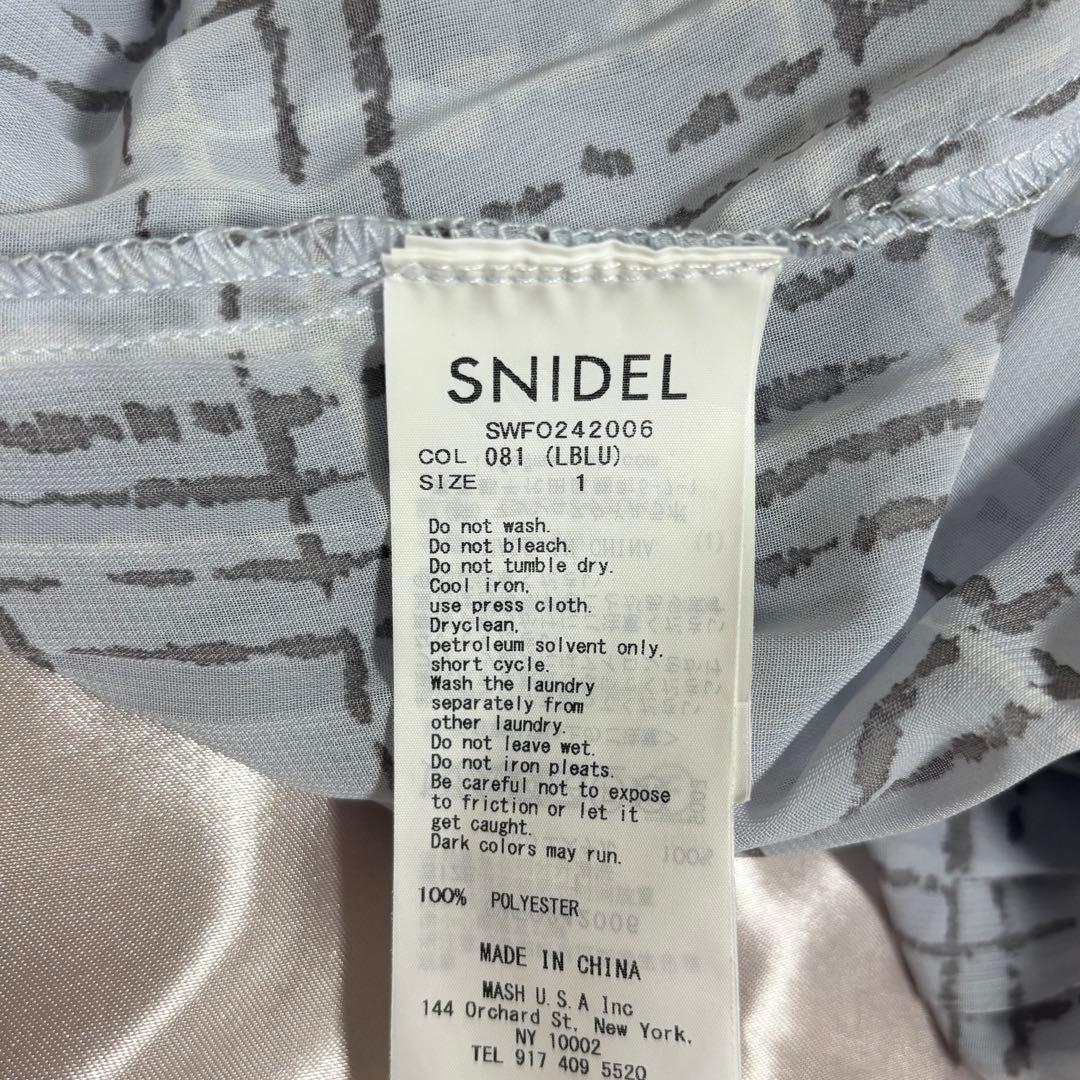 SNIDEL
SWFO242006
COL 081 (LBLU)
SIZE 1
Do not wash.
Do not bleach.
Do not tumble dry.
Cool iron,
use press cloth.
Dryclean,
petroleum solvent only,
short cycle.
Wash the laundry
separately from
other laundry.
Do not leave wet.
Do not iron pleats.
Be careful not to expose
to friction or let it
get caught.
Dark colors may run.
100% POLYESTER
MADE IN CHINA
MASH U.S.A Inc
144 Orchard St, New York,
NY 10002
TEL 917 409 5520